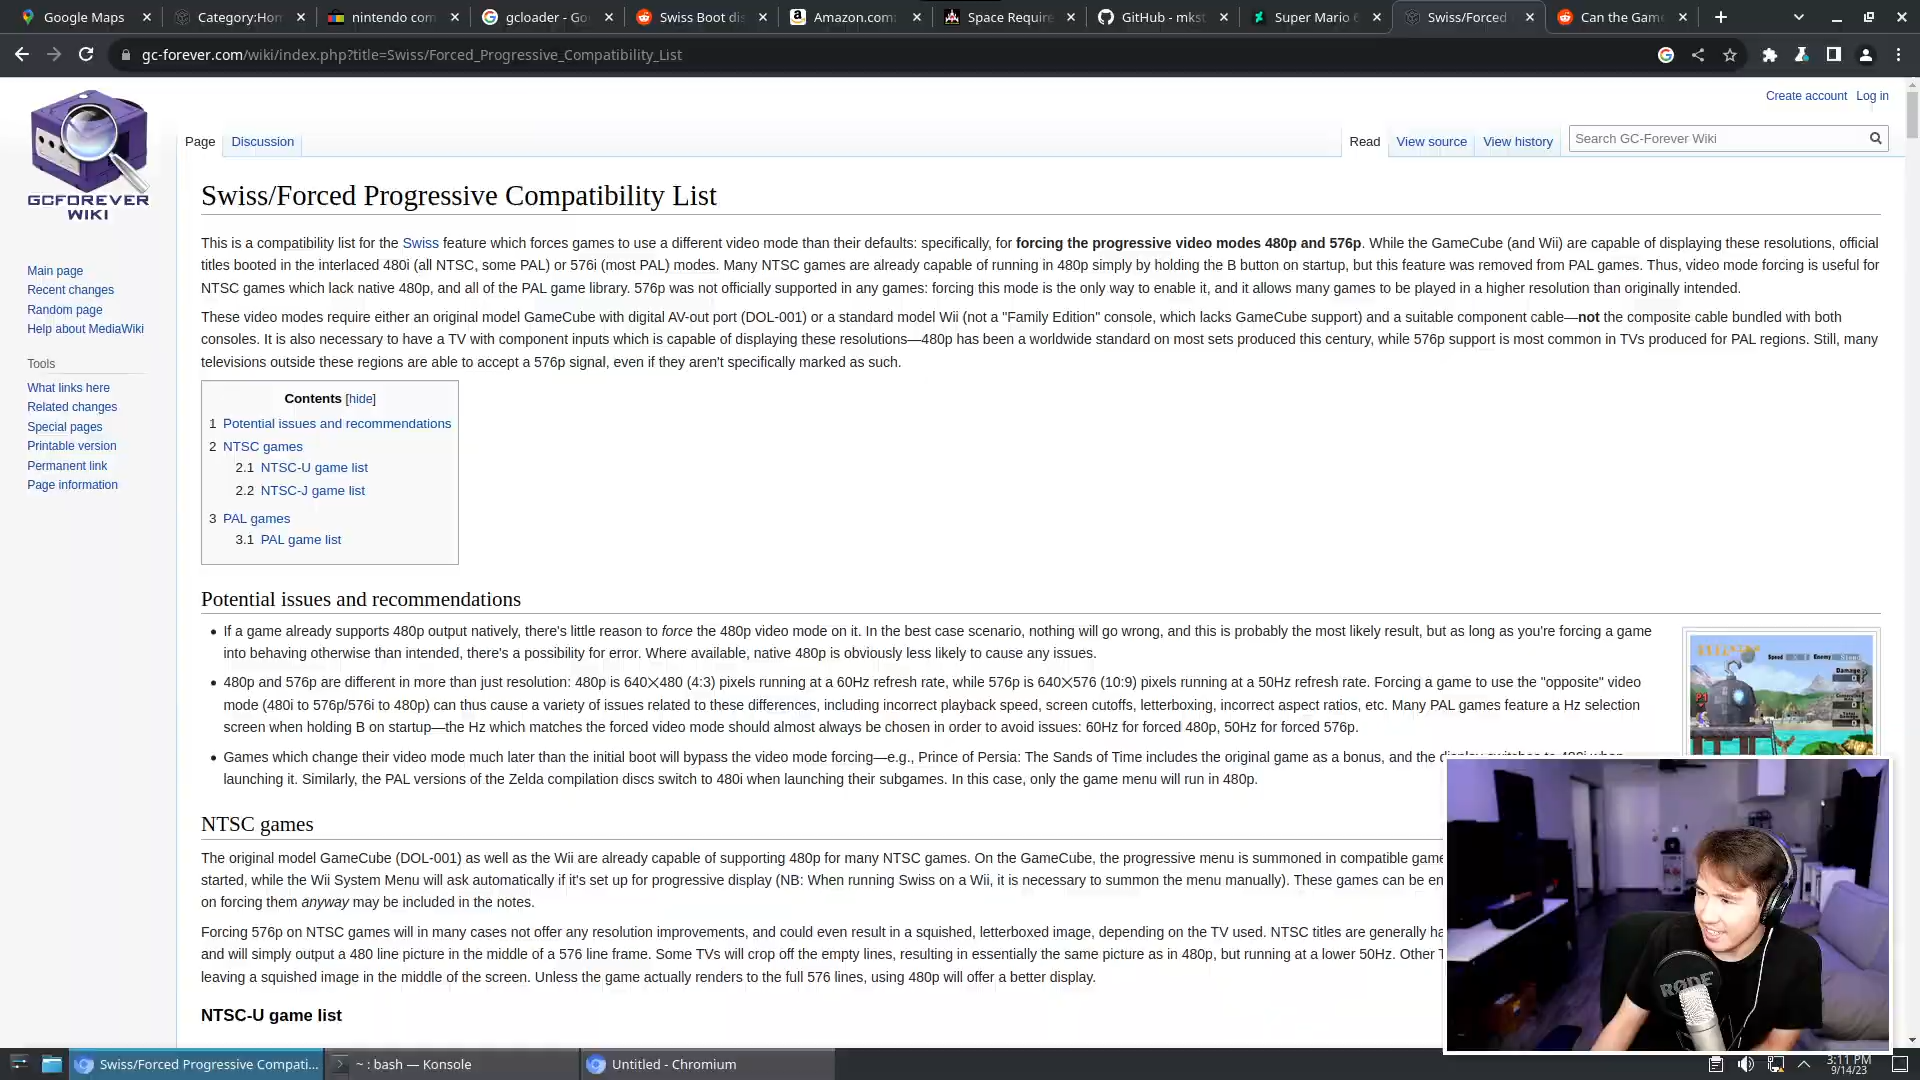 Google Maps
Category:Hon
nintendo com
gcloader - Go
Swiss Boot dis
Amazon.com:
Space Require
GitHub - mkst
Super Mario 6
Swiss/Forced
Can the Game
gc-forever.com/wiki/index.php?title=Swiss/Forced_Progressive_Compatibility_List
Create account Log in
GCFOREVER
WIKI
Page Discussion
Read View source View history
Search GC-Forever Wiki
Main page
Recent changes
Random page
Help about MediaWiki
Tools
What links here
Related changes
Special pages
Printable version
Permanent link
Page information
Swiss/Forced Progressive Compatibility List
This is a compatibility list for the Swiss feature which forces games to use a different video mode than their defaults: specifically, for forcing the progressive video modes 480p and 576p. While the GameCube (and Wii) are capable of displaying these resolutions, official
titles booted in the interlaced 480i (all NTSC, some PAL) or 576i (most PAL) modes. Many NTSC games are already capable of running in 480p simply by holding the B button on startup, but this feature was removed from PAL games. Thus, video mode forcing is useful for
NTSC games which lack native 480p, and all of the PAL game library. 576p was not officially supported in any games: forcing this mode is the only way to enable it, and it allows many games to be played in a higher resolution than originally intended.
These video modes require either an original model GameCube with digital AV-out port (DOL-001) or a standard model Wii (not a "Family Edition" console, which lacks GameCube support) and a suitable component cable—not the composite cable bundled with both
consoles. It is also necessary to have a TV with component inputs which is capable of displaying these resolutions—480p has been a worldwide standard on most sets produced this century, while 576p support is most common in TVs produced for PAL regions. Still, many
televisions outside these regions are able to accept a 576p signal, even if they aren't specifically marked as such.
Contents [hide]
1 Potential issues and recommendations
2 NTSC games
2.1 NTSC-U game list
2.2 NTSC-J game list
3 PAL games
3.1 PAL game list
Potential issues and recommendations
• If a game already supports 480p output natively, there's little reason to force the 480p video mode on it. In the best case scenario, nothing will go wrong, and this is probably the most likely result, but as long as you're forcing a game
into behaving otherwise than intended, there's a possibility for error. Where available, native 480p is obviously less likely to cause any issues.
• 480p and 576p are different in more than just resolution: 480p is 640×480 (4:3) pixels running at a 60Hz refresh rate, while 576p is 640×576 (10:9) pixels running at a 50Hz refresh rate. Forcing a game to use the "opposite" video
mode (480i to 576p/576i to 480p) can thus cause a variety of issues related to these differences, including incorrect playback speed, screen cutoffs, letterboxing, incorrect aspect ratios, etc. Many PAL games feature a Hz selection
screen when holding B on startup—the Hz which matches the forced video mode should almost always be chosen in order to avoid issues: 60Hz for forced 480p, 50Hz for forced 576p.
• Games which change their video mode much later than the initial boot will bypass the video mode forcing—e.g., Prince of Persia: The Sands of Time includes the original game as a bonus, and the display switches to 480i when
launching it. Similarly, the PAL versions of the Zelda compilation discs switch to 480i when launching their subgames. In this case, only the game menu will run in 480p.
Speed Enemy
Damage
P1
NTSC games
The original model GameCube (DOL-001) as well as the Wii are already capable of supporting 480p for many NTSC games. On the GameCube, the progressive menu is summoned in compatible game
started, while the Wii System Menu will ask automatically if it's set up for progressive display (NB: When running Swiss on a Wii, it is necessary to summon the menu manually). These games can be en
on forcing them anyway may be included in the notes.
Forcing 576p on NTSC games will in many cases not offer any resolution improvements, and could even result in a squished, letterboxed image, depending on the TV used. NTSC titles are generally ha
and will simply output a 480 line picture in the middle of a 576 line frame. Some TVs will crop off the empty lines, resulting in essentially the same picture as in 480p, but running at a lower 50Hz. Other T
leaving a squished image in the middle of the screen. Unless the game actually renders to the full 576 lines, using 480p will offer a better display.
NTSC-U game list
RØDE
Swiss/Forced Progressive Compati...
~ : bash — Konsole
Untitled - Chromium
3:11 PM
9/14/23